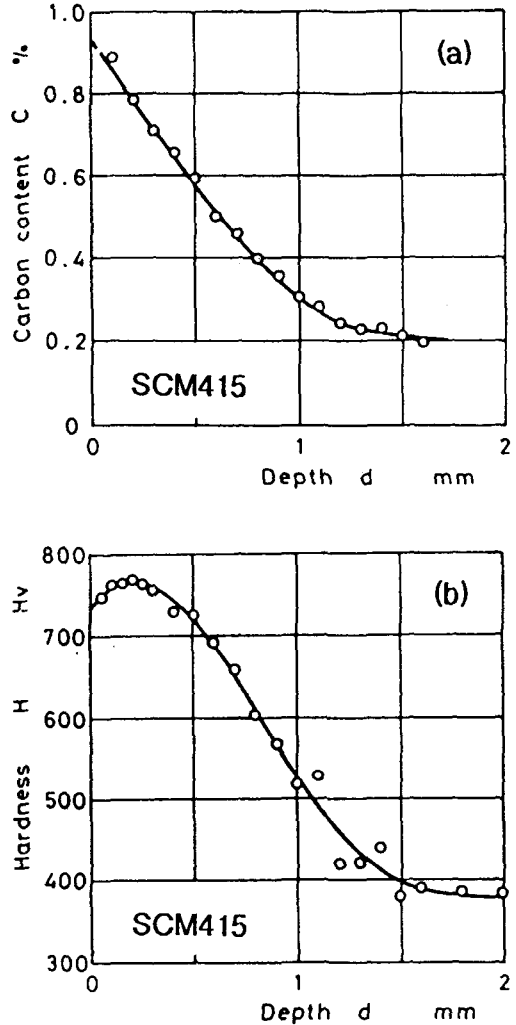 1.0
(a)
0.8
0.6
0.4
0.2
0
Carbon content C %
SCM415
0 1 2
Depth d mm
800
(b)
700
600
500
400
300
Hardness H Hv
SCM415
0 1 2
Depth d mm